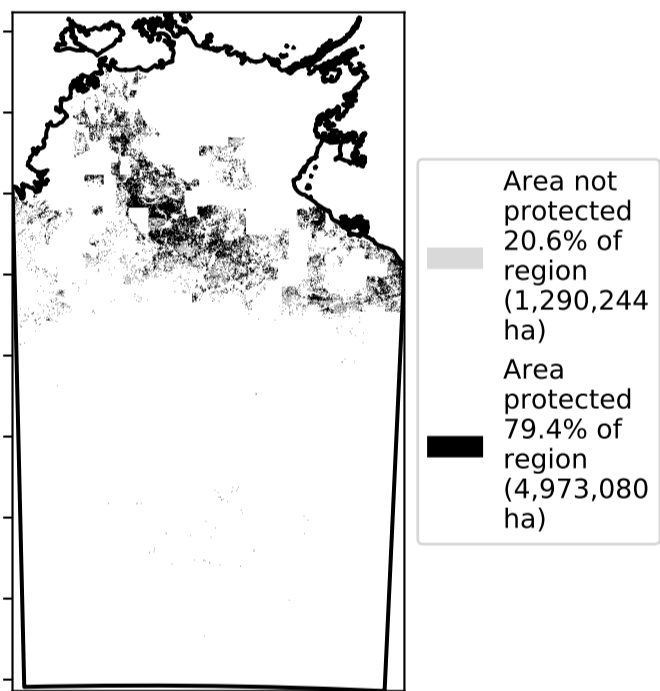 Area not
protected
20.6% of
region
(1,290,244
ha)
Area
protected
79.4% of
region
(4,973,080
ha)